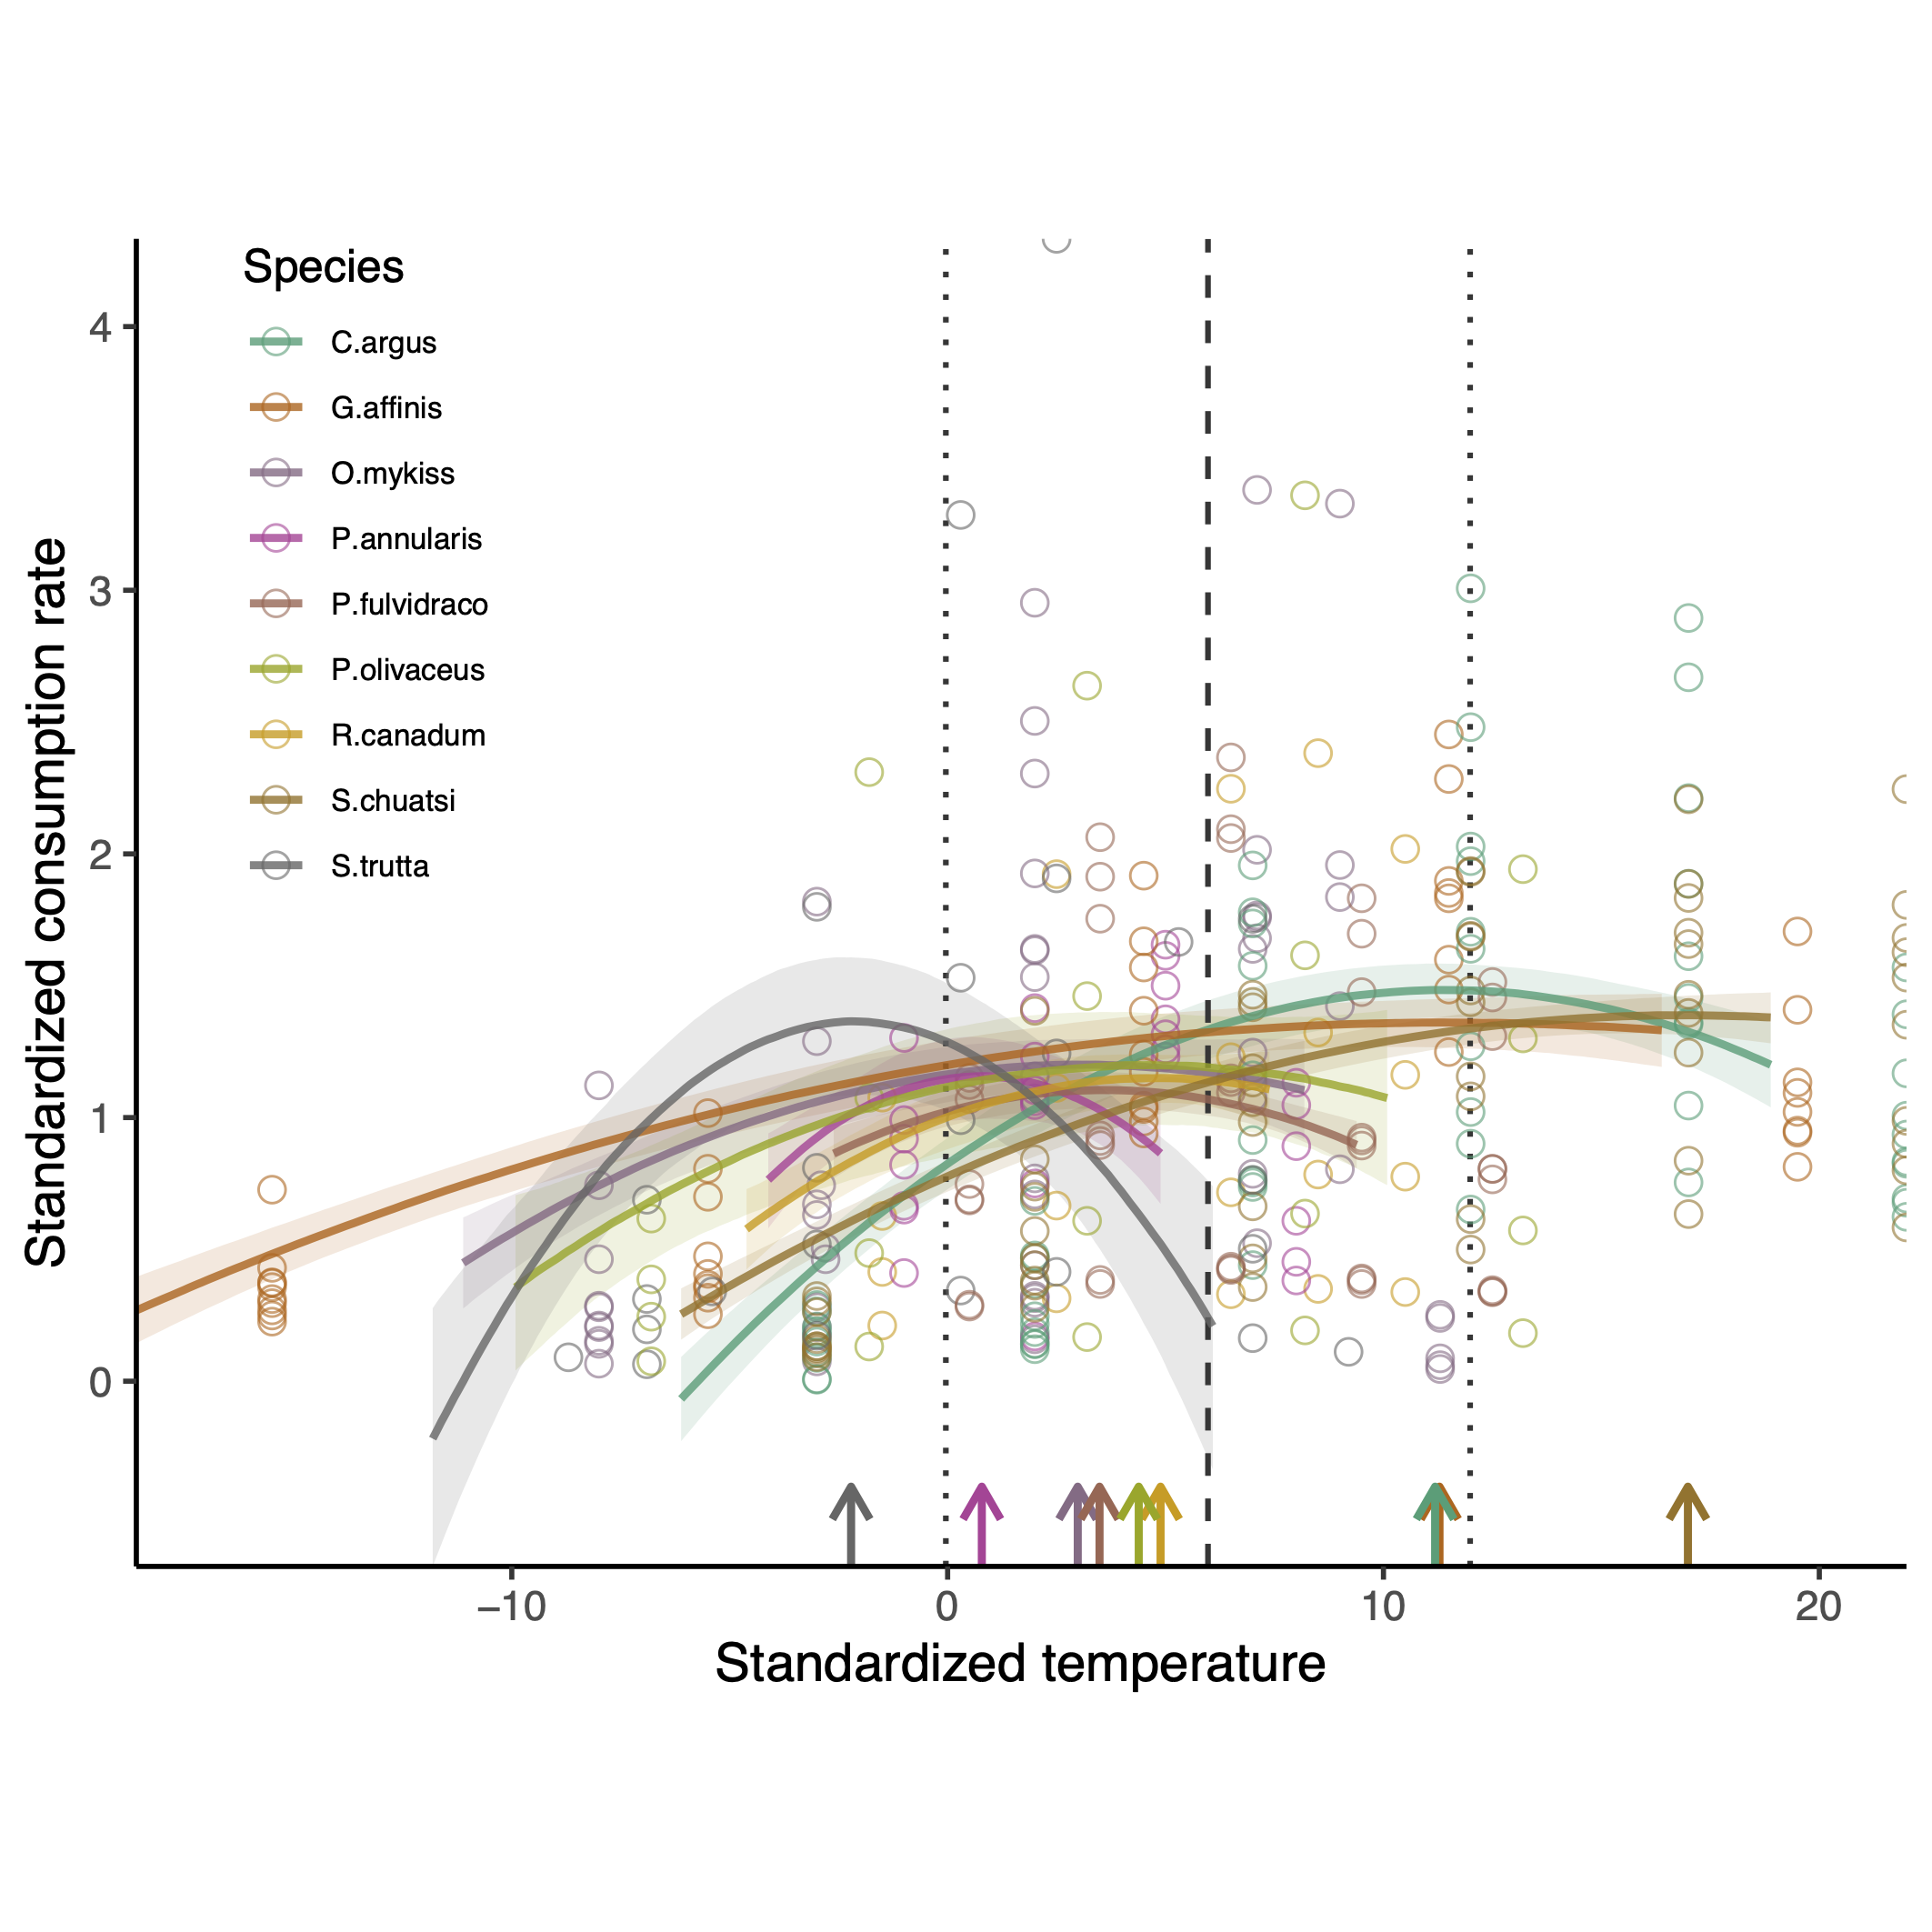 Species
C.argus
G.affinis
O.mykiss
P.annularis
P.fulvidraco
P.olivaceus
R.canadum
S.chuatsi
S.trutta
Standardized consumption rate
4
3
2
1
0
−10
0
10
20
Standardized temperature